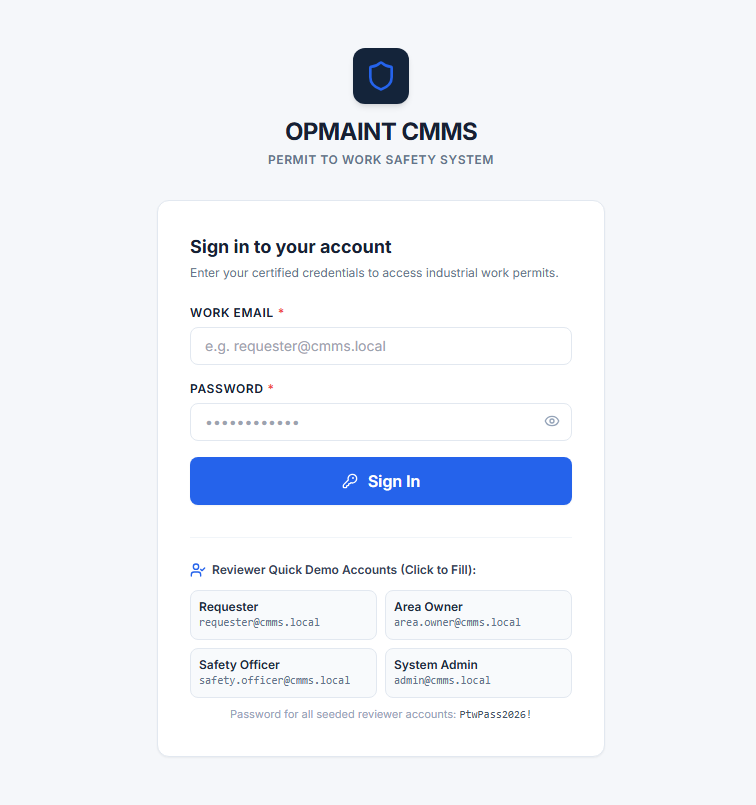 OPMAINT CMMS
PERMIT TO WORK SAFETY SYSTEM
Sign in to your account
Enter your certified credentials to access industrial work permits.
WORK EMAIL *
e.g. requester@cmms.local
PASSWORD *
••••••••••••
Sign In
Reviewer Quick Demo Accounts (Click to Fill):
Requester
requester@cmms.local
Area Owner
area.owner@cmms.local
Safety Officer
safety.officer@cmms.local
System Admin
admin@cmms.local
Password for all seeded reviewer accounts: PtwPass2026!